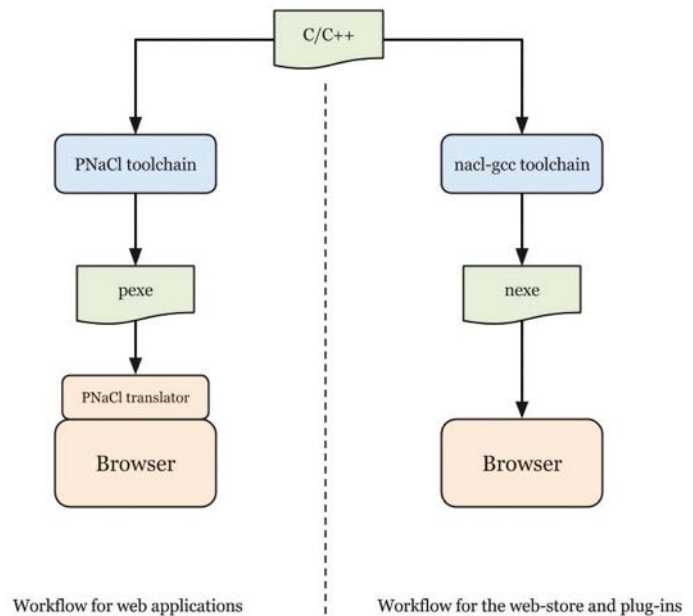 C/C++
PNaCl toolchain
nacl-gcc toolchain
pexe
nexe
PNaCl translator
Browser
Browser
Workflow for web applications
Workflow for the web-store and plug-ins